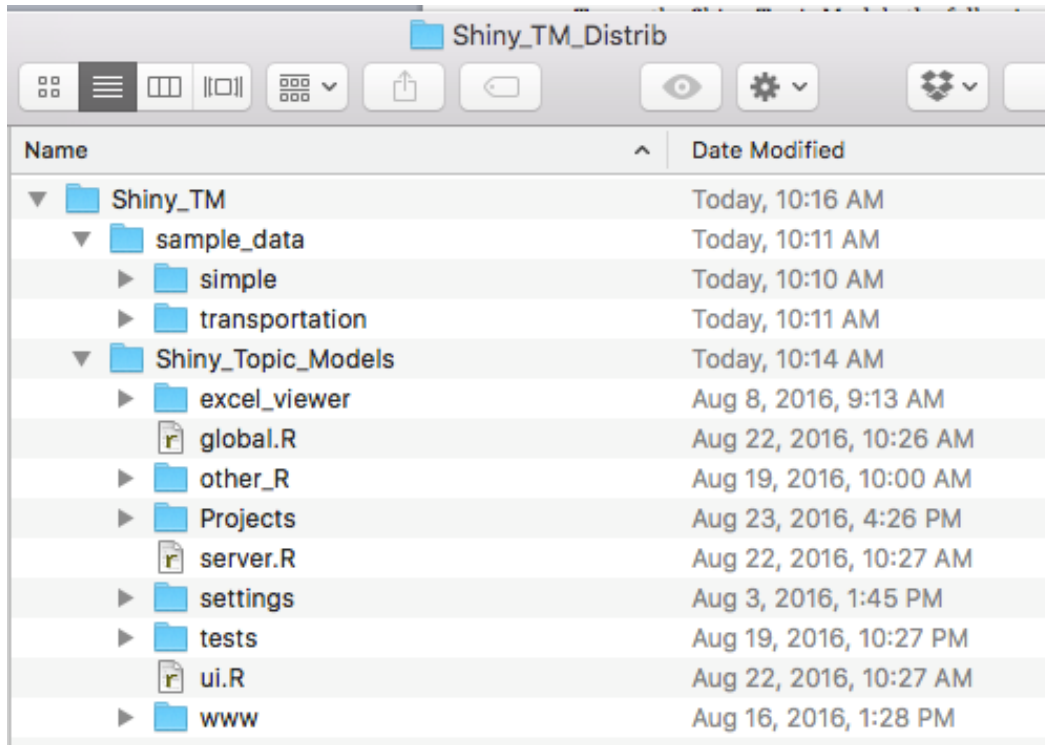 Shiny_TM_Distrib
Name Date Modified
Shiny_TM Today, 10:16 AM
sample_data Today, 10:11 AM
simple Today, 10:10 AM
transportation Today, 10:11 AM
Shiny_Topic_Models Today, 10:14 AM
excel_viewer Aug 8, 2016, 9:13 AM
global.R Aug 22, 2016, 10:26 AM
other_R Aug 19, 2016, 10:00 AM
Projects Aug 23, 2016, 4:26 PM
server.R Aug 22, 2016, 10:27 AM
settings Aug 3, 2016, 1:45 PM
tests Aug 19, 2016, 10:27 PM
ui.R Aug 22, 2016, 10:27 AM
www Aug 16, 2016, 1:28 PM